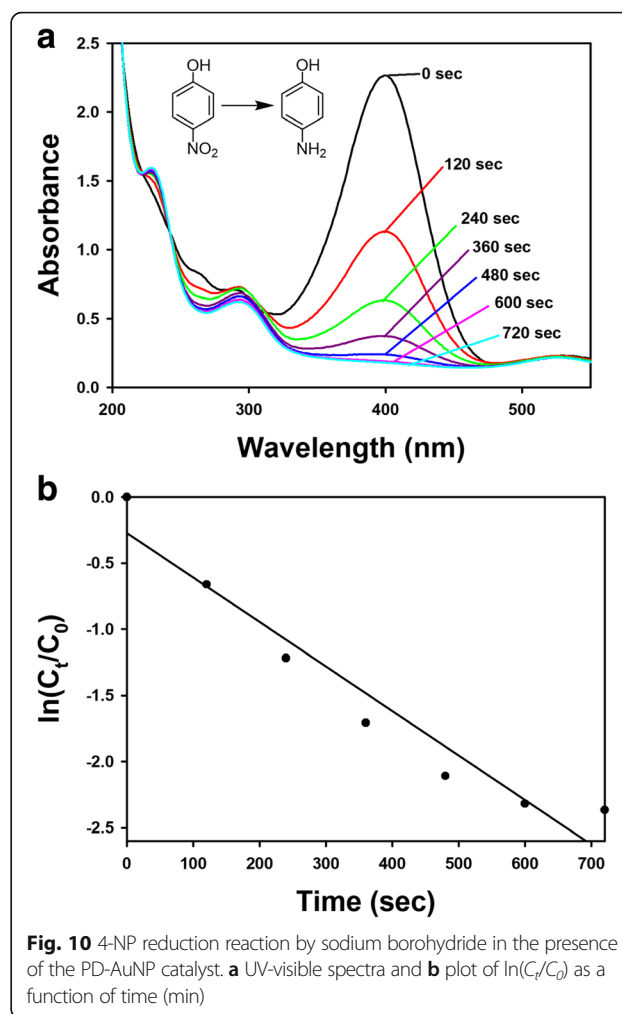 a
2.5
2.0
1.5
1.0
0.5
0.0
Absorbance
OH
NO2
OH
NH2
0 sec
120 sec
240 sec
360 sec
480 sec
600 sec
720 sec
200 300 400 500
Wavelength (nm)
b
0.0
-0.5
-1.0
-1.5
-2.0
-2.5
ln(Ct/C0)
0 100 200 300 400 500 600 700
Time (sec)
Fig. 10 4-NP reduction reaction by sodium borohydride in the presence
of the PD-AuNP catalyst. a UV-visible spectra and b plot of ln(Ct/C0) as a
function of time (min)